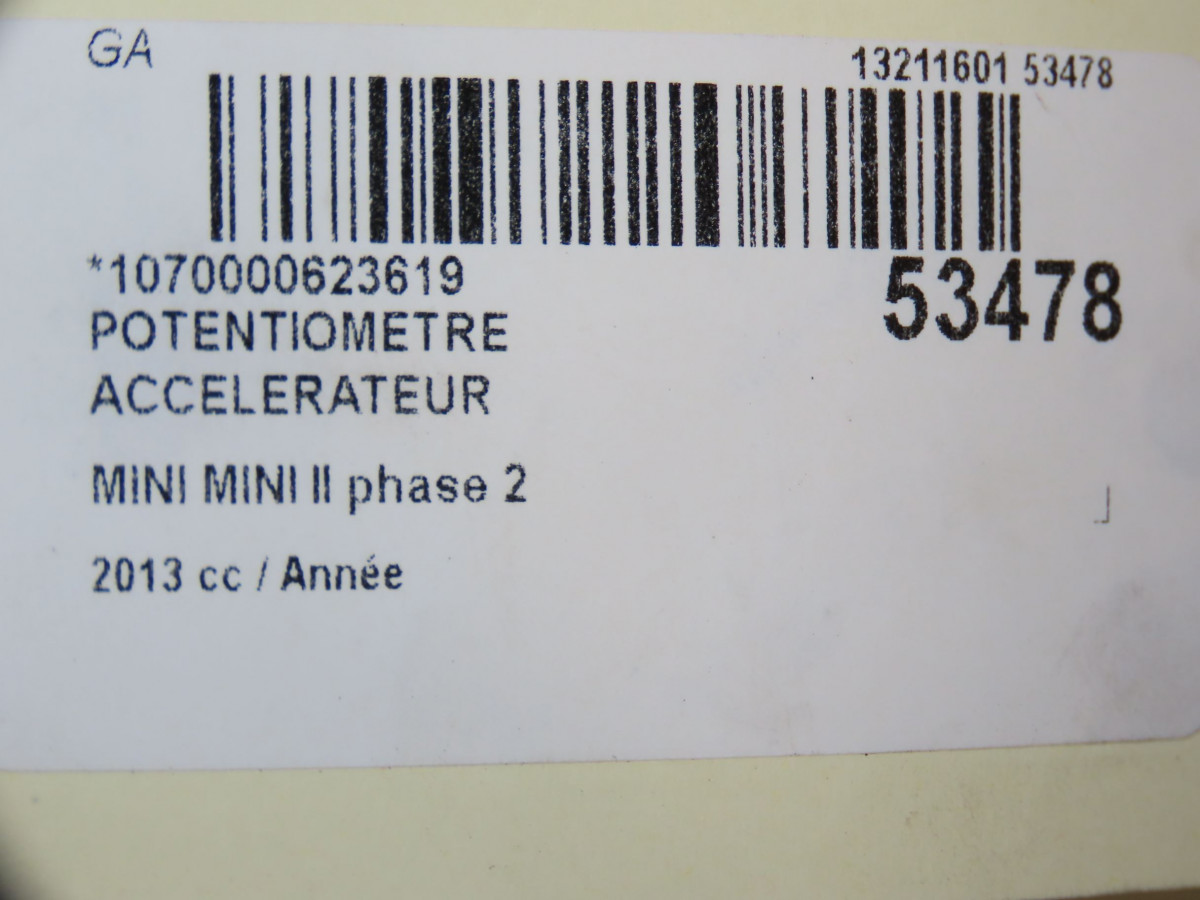 GA
13211601 53478
*1070000623619
53478
POTENTIOMETRE
ACCELERATEUR
MINI MINI II phase 2
2013 cc / Année